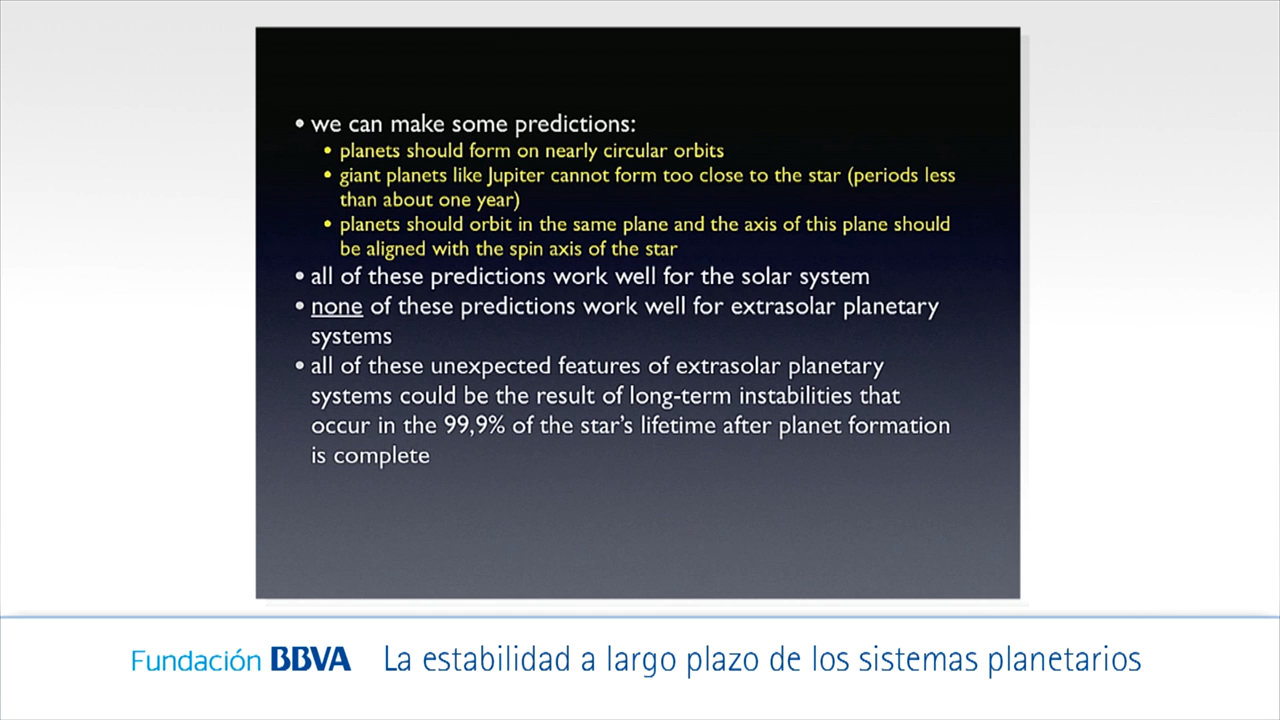 • we can make some predictions:
• planets should form on nearly circular orbits
• giant planets like Jupiter cannot form too close to the star (periods less
than about one year)
• planets should orbit in the same plane and the axis of this plane should
be aligned with the spin axis of the star
• all of these predictions work well for the solar system
• none of these predictions work well for extrasolar planetary
systems
• all of these unexpected features of extrasolar planetary
systems could be the result of long-term instabilities that
occur in the 99,9% of the star's lifetime after planet formation
is complete
Fundación BBVA La estabilidad a largo plazo de los sistemas planetarios